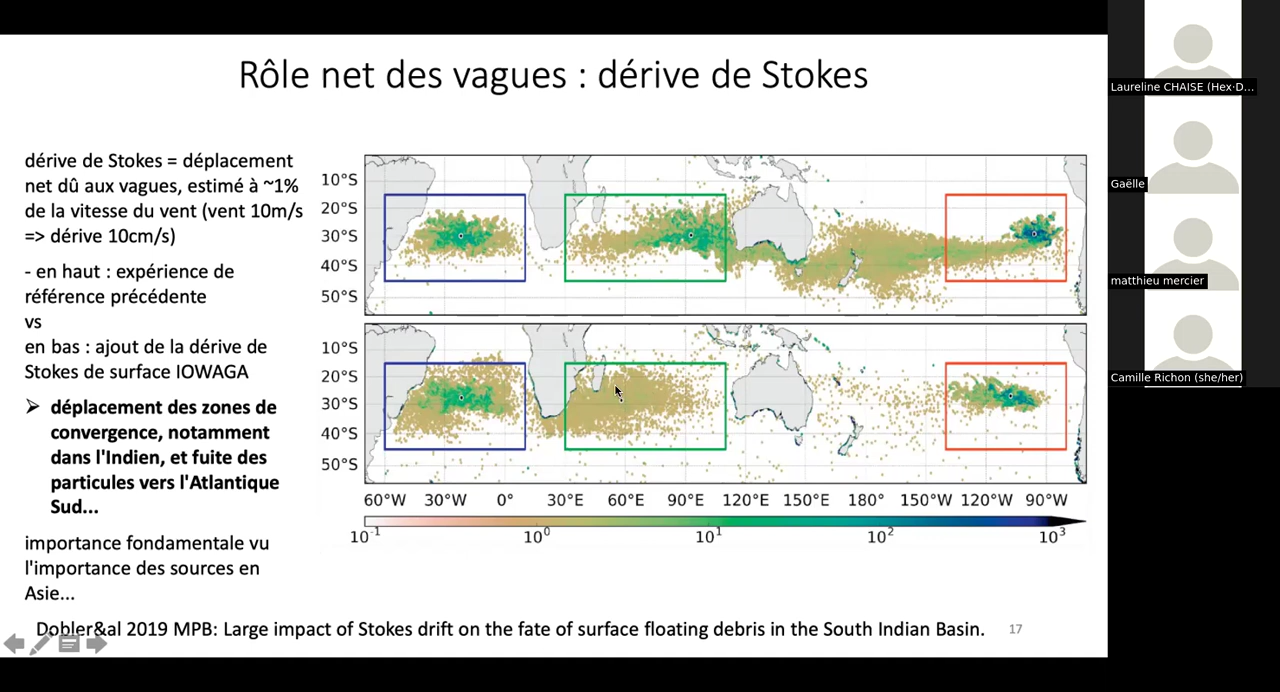 Rôle net des vagues : dérive de Stokes
dérive de Stokes = déplacement
net dû aux vagues, estimé à ~1%
de la vitesse du vent (vent 10m/s
=> dérive 10cm/s)
- en haut : expérience de
référence précédente
vs
en bas : ajout de la dérive de
Stokes de surface IOWAGA
➢ déplacement des zones de
convergence, notamment
dans l'Indien, et fuite des
particules vers l'Atlantique
Sud...
importance fondamentale vu
l'importance des sources en
Asie...
10°S
20°S
30°S
40°S
50°S
10°S
20°S
30°S
40°S
50°S
60°W 30°W 0° 30°E 60°E 90°E 120°E 150°E 180° 150°W 120°W 90°W
10⁻¹ 10⁰ 10¹ 10² 10³
Dobler&al 2019 MPB: Large impact of Stokes drift on the fate of surface floating debris in the South Indian Basin.
17
Laureline CHAISE (Hex·D...
Gaëlle
matthieu mercier
Camille Richon (she/her)